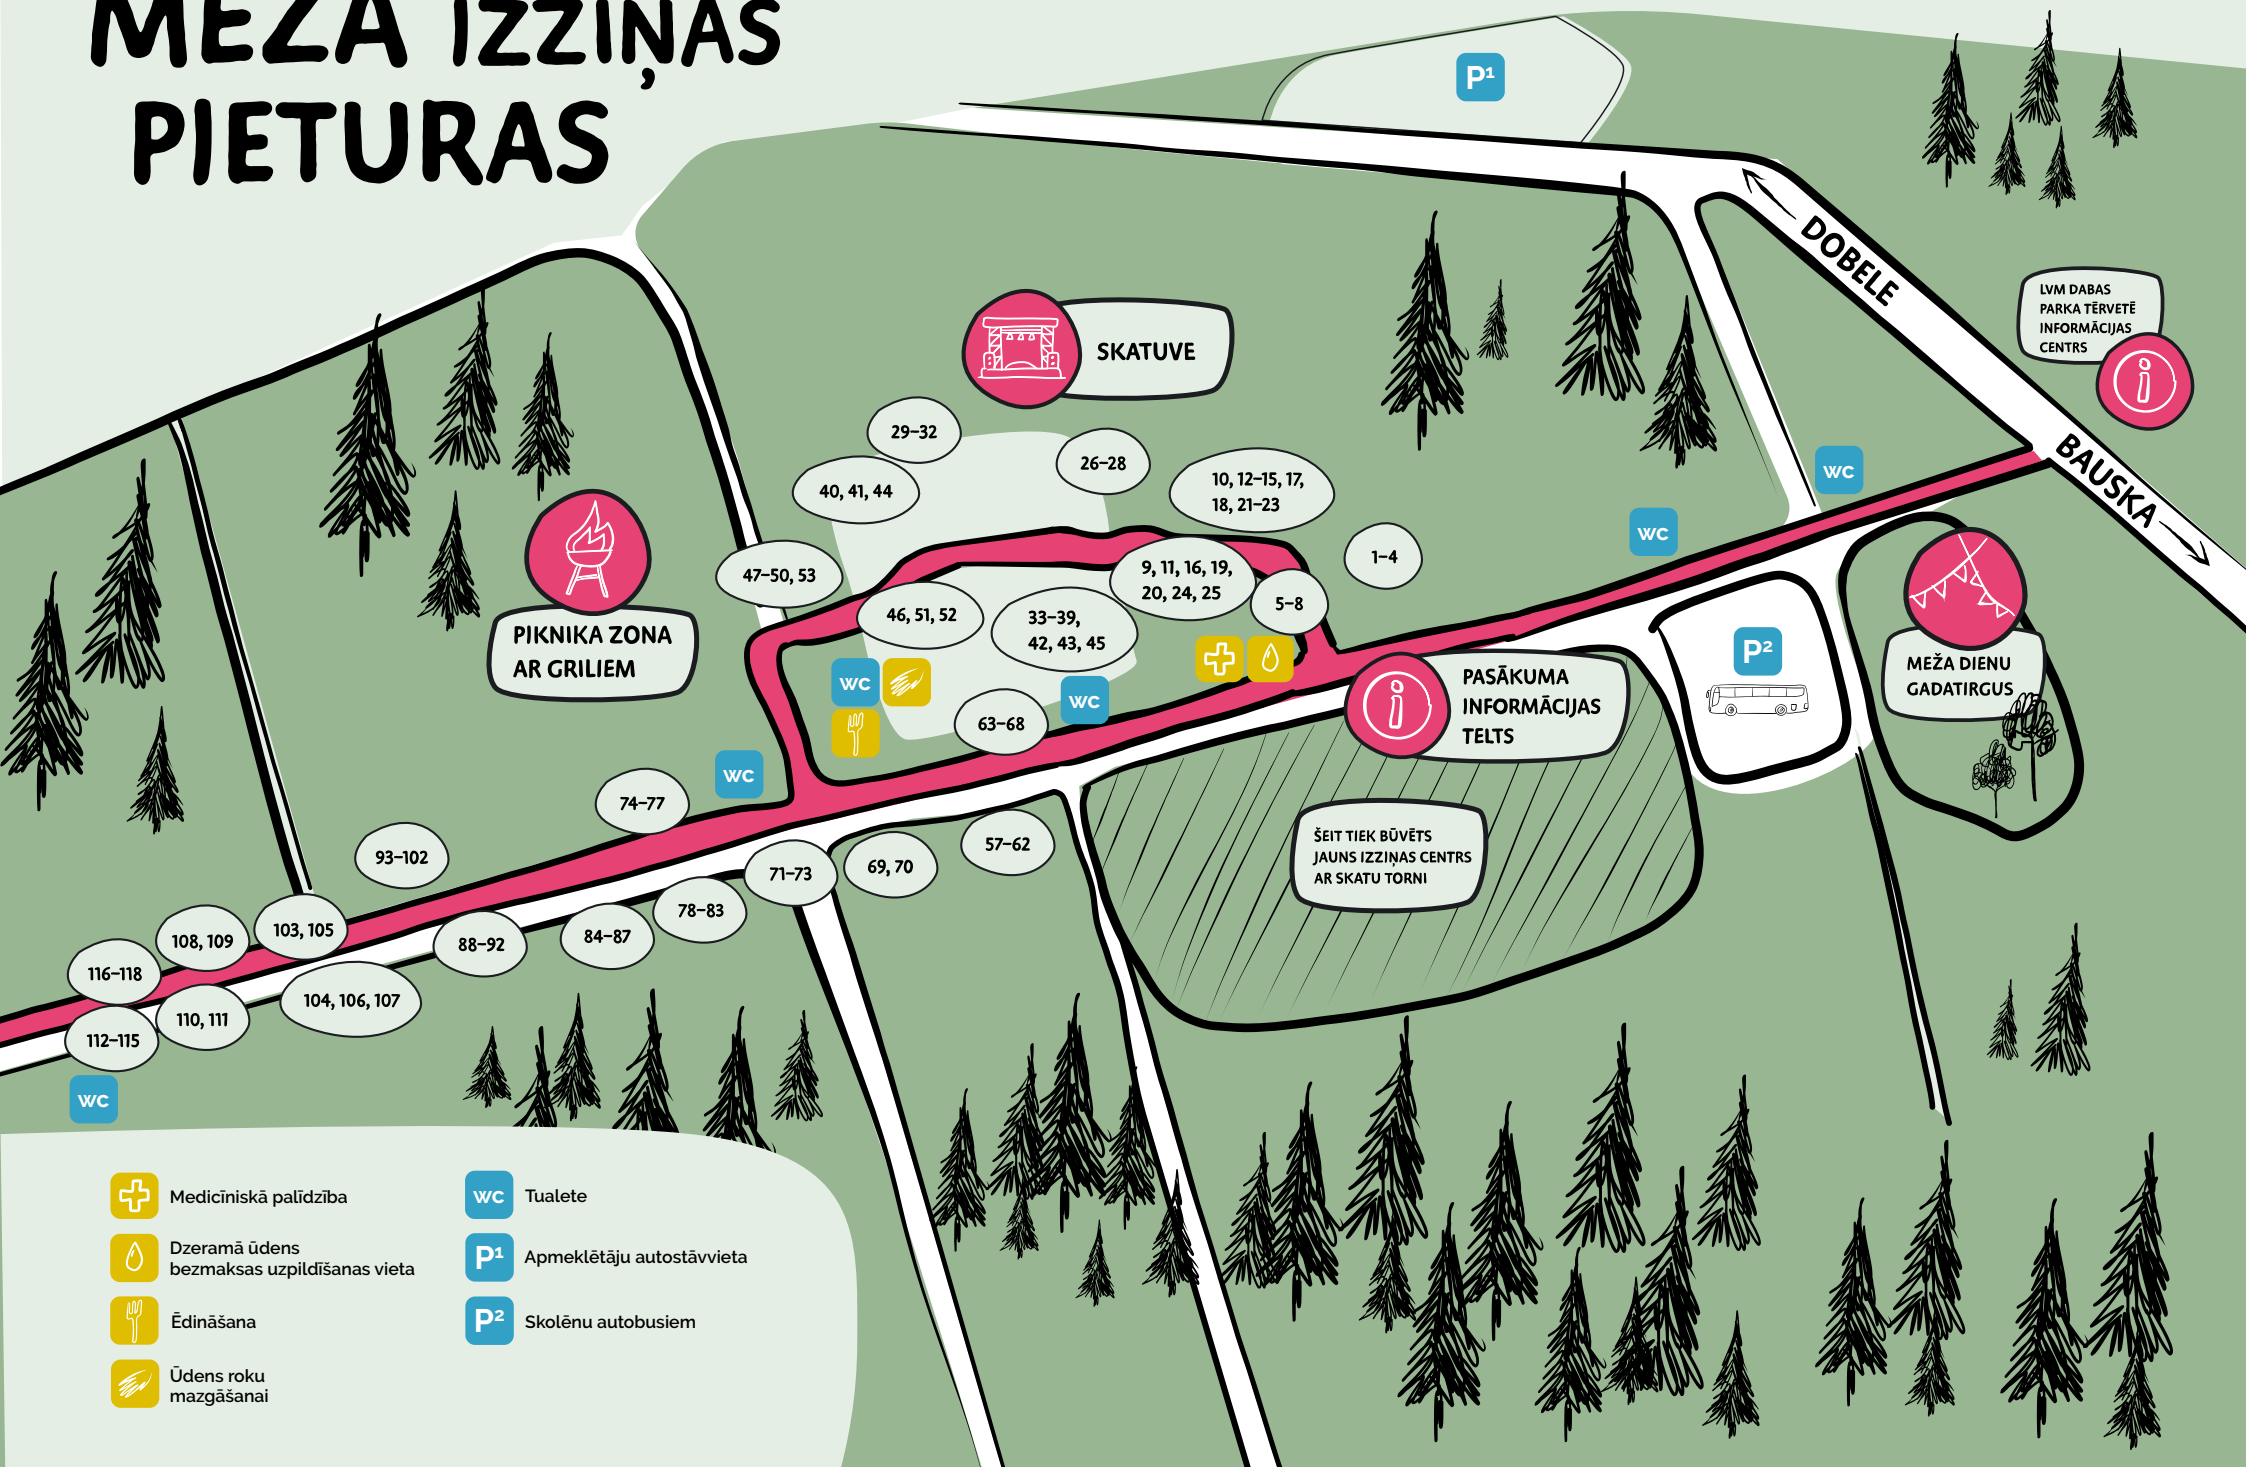 MEŽA IZZIŅAS
PIETURAS
P¹
DOBELE
BAUSKA
LVM DABAS
PARKA TĒRVETĒ
INFORMĀCIJAS
CENTRS
SKATUVE
29–32
40, 41, 44
26–28
10, 12–15, 17,
18, 21–23
WC
WC
1–4
47–50, 53
9, 11, 16, 19,
20, 24, 25
5–8
46, 51, 52
33–39,
42, 43, 45
PIKNIKA ZONA
AR GRILIEM
WC
WC
63–68
PASĀKUMA
INFORMĀCIJAS
TELTS
P²
MEŽA DIENU
GADATIRGUS
WC
74–77
93–102
71–73
69, 70
57–62
ŠEIT TIEK BŪVĒTS
JAUNS IZZIŅAS CENTRS
AR SKATU TORNI
78–83
84–87
88–92
103, 105
108, 109
116–118
104, 106, 107
110, 111
112–115
WC
Medicīniskā palīdzība
Dzeramā ūdens
bezmaksas uzpildīšanas vieta
Ēdināšana
Ūdens roku
mazgāšanai
WC Tualete
P¹ Apmeklētāju autostāvvieta
P² Skolēnu autobusiem